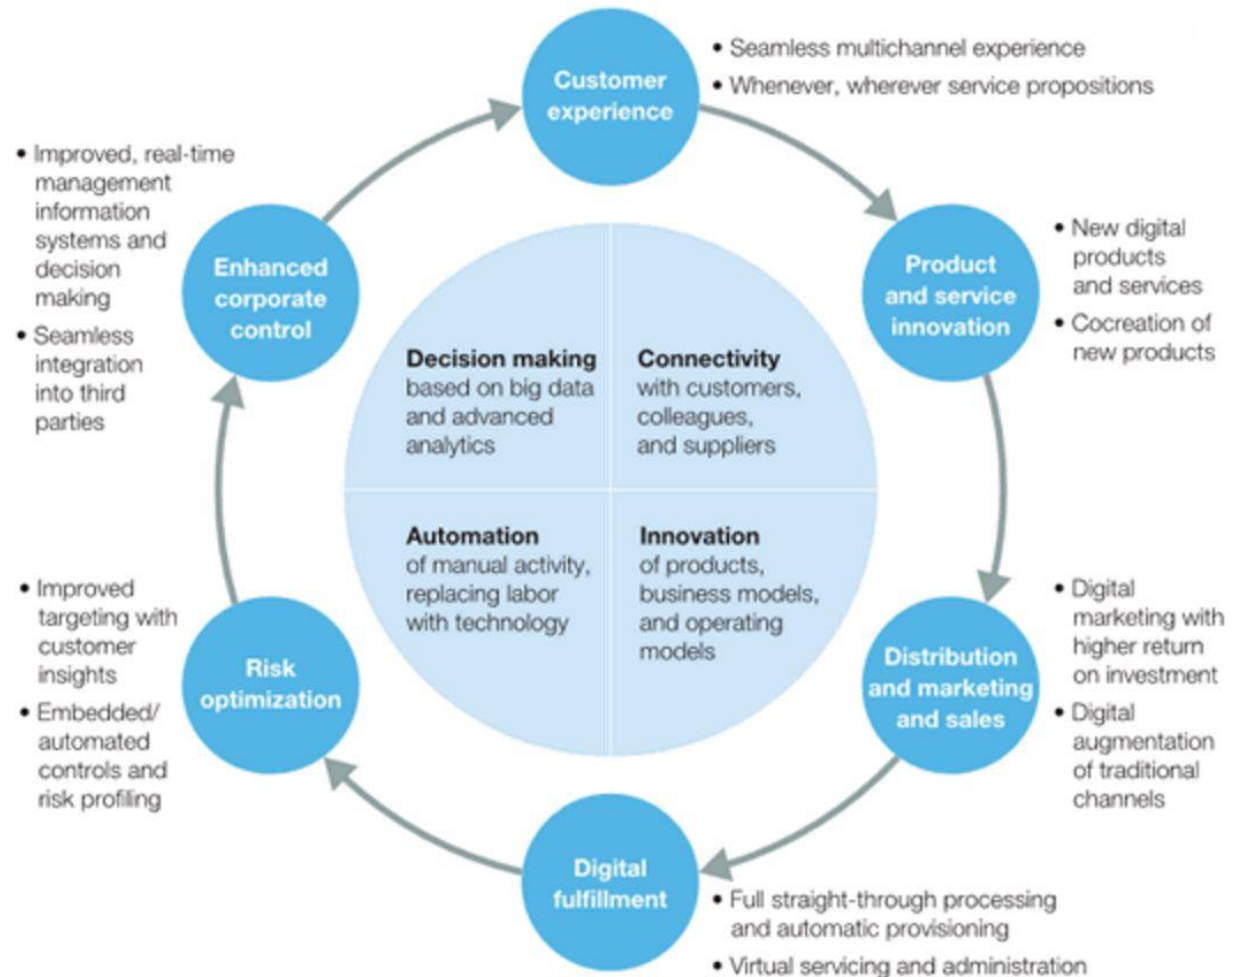 Customer
experience
• Seamless multichannel experience
• Whenever, wherever service propositions
Product
and service
innovation
• New digital
products
and services
• Cocreation of
new products
Distribution
and marketing
and sales
• Digital
marketing with
higher return
on investment
• Digital
augmentation
of traditional
channels
Digital
fulfillment
• Full straight-through processing
and automatic provisioning
• Virtual servicing and administration
Risk
optimization
• Improved
targeting with
customer
insights
• Embedded/
automated
controls and
risk profiling
Enhanced
corporate
control
• Improved, real-time
management
information
systems and
decision
making
• Seamless
integration
into third
parties
Decision making
based on big data
and advanced
analytics
Connectivity
with customers,
colleagues,
and suppliers
Automation
of manual activity,
replacing labor
with technology
Innovation
of products,
business models,
and operating
models